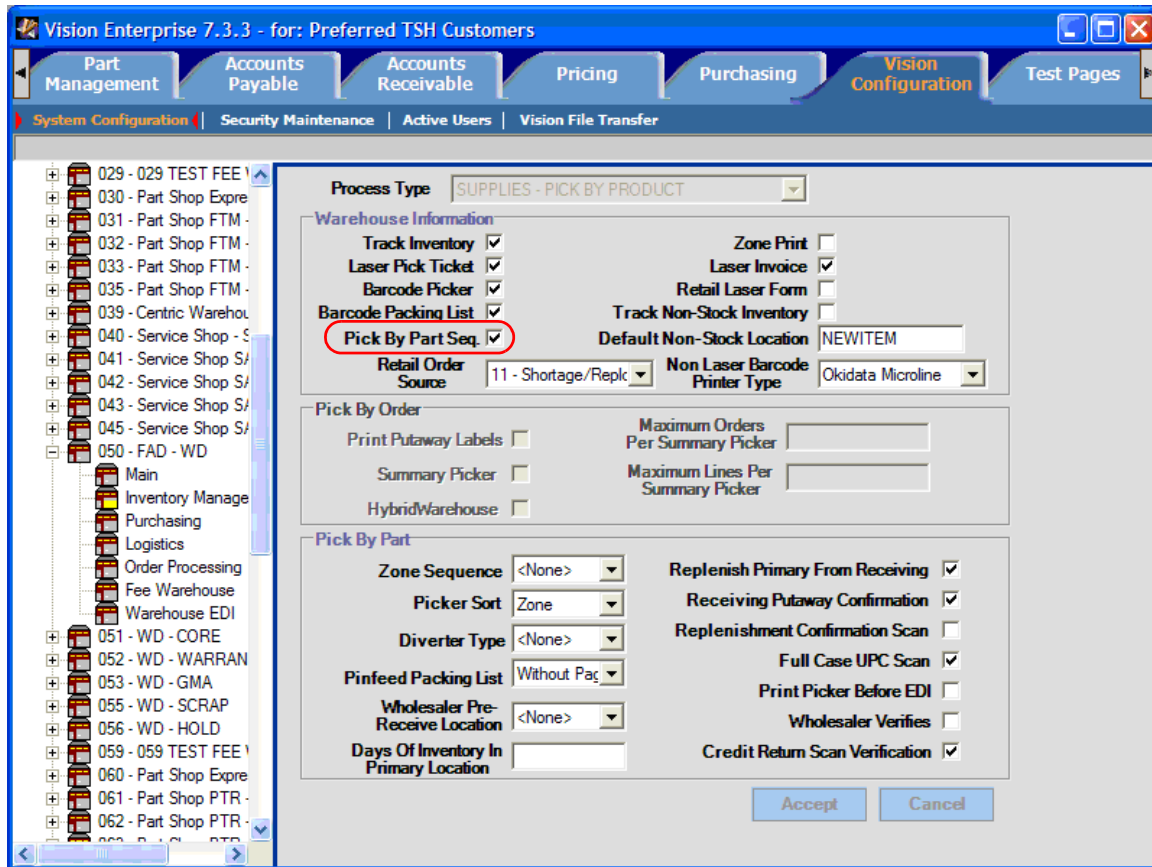 Vision Enterprise 7.3.3 - for: Preferred TSH Customers
Part Management
Accounts Payable
Accounts Receivable
Pricing
Purchasing
Vision Configuration
Test Pages
System Configuration | Security Maintenance | Active Users | Vision File Transfer
029 - 029 TEST FEE
030 - Part Shop Expre
031 - Part Shop FTM -
032 - Part Shop FTM -
033 - Part Shop FTM -
035 - Part Shop FTM -
039 - Centric Warehou
040 - Service Shop - S
041 - Service Shop SA
042 - Service Shop SA
043 - Service Shop SA
045 - Service Shop SA
050 - FAD - WD
Main
Inventory Manage
Purchasing
Logistics
Order Processing
Fee Warehouse
Warehouse EDI
051 - WD - CORE
052 - WD - WARRAN
053 - WD - GMA
055 - WD - SCRAP
056 - WD - HOLD
059 - 059 TEST FEE
060 - Part Shop Expre
061 - Part Shop PTR -
062 - Part Shop PTR -
Process Type SUPPLIES - PICK BY PRODUCT
Warehouse Information
Track Inventory
Zone Print
Laser Pick Ticket
Laser Invoice
Barcode Picker
Retail Laser Form
Barcode Packing List
Track Non-Stock Inventory
Pick By Part Seq.
Default Non-Stock Location NEWITEM
Retail Order Source 11 - Shortage/Replc
Non Laser Barcode Printer Type Okidata Microline
Pick By Order
Print Putaway Labels
Maximum Orders Per Summary Picker
Summary Picker
Maximum Lines Per Summary Picker
HybridWarehouse
Pick By Part
Zone Sequence <None>
Replenish Primary From Receiving
Picker Sort Zone
Receiving Putaway Confirmation
Diverter Type <None>
Replenishment Confirmation Scan
Pinfeed Packing List Without Pag
Full Case UPC Scan
Print Picker Before EDI
Wholesaler Pre-Receive Location <None>
Wholesaler Verifies
Days Of Inventory In Primary Location
Credit Return Scan Verification
Accept
Cancel